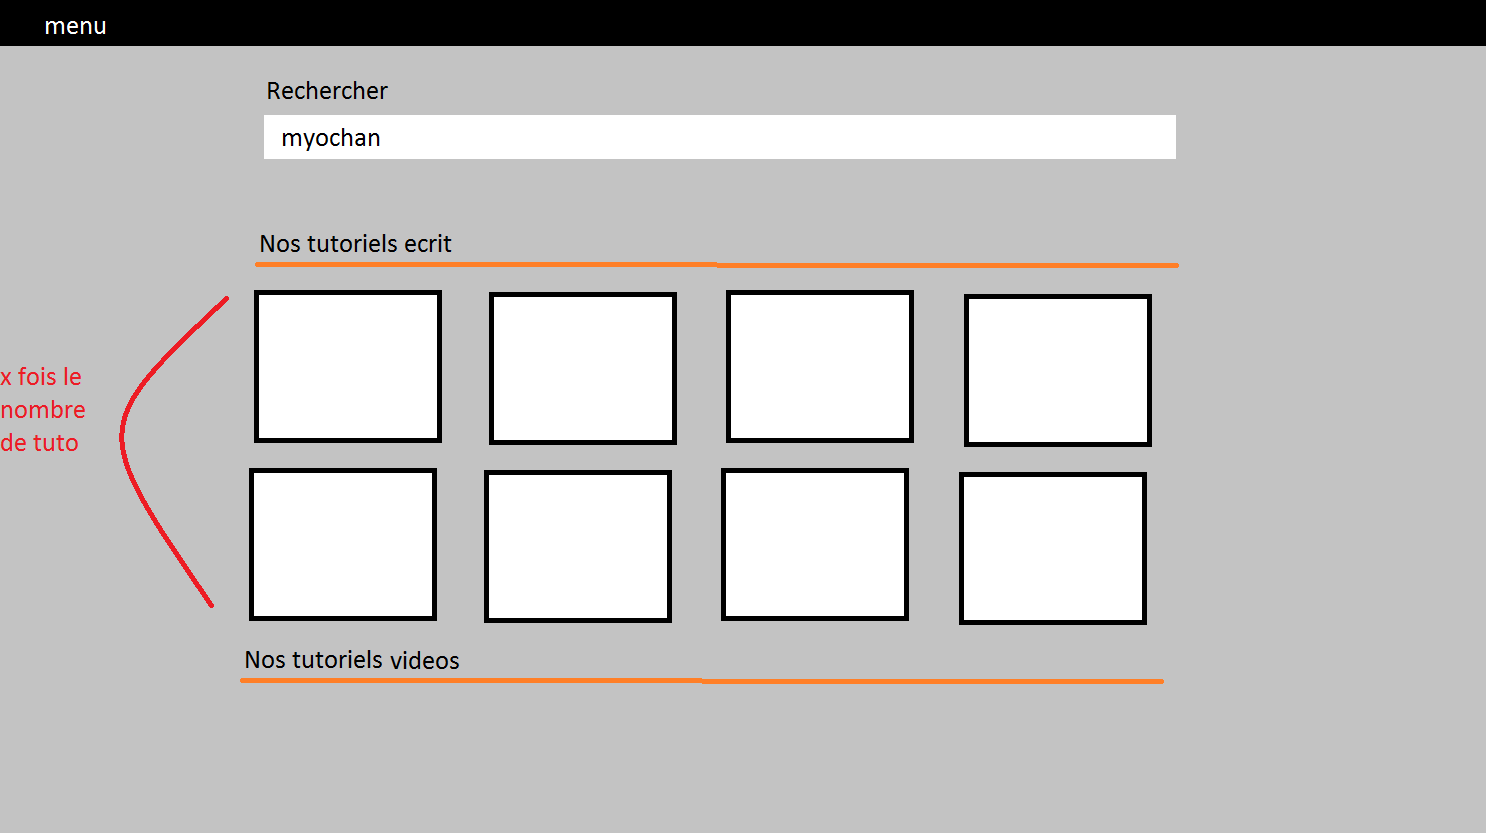 menu
Rechercher
myochan
Nos tutoriels ecrit
x fois le
nombre
de tuto
Nos tutoriels videos